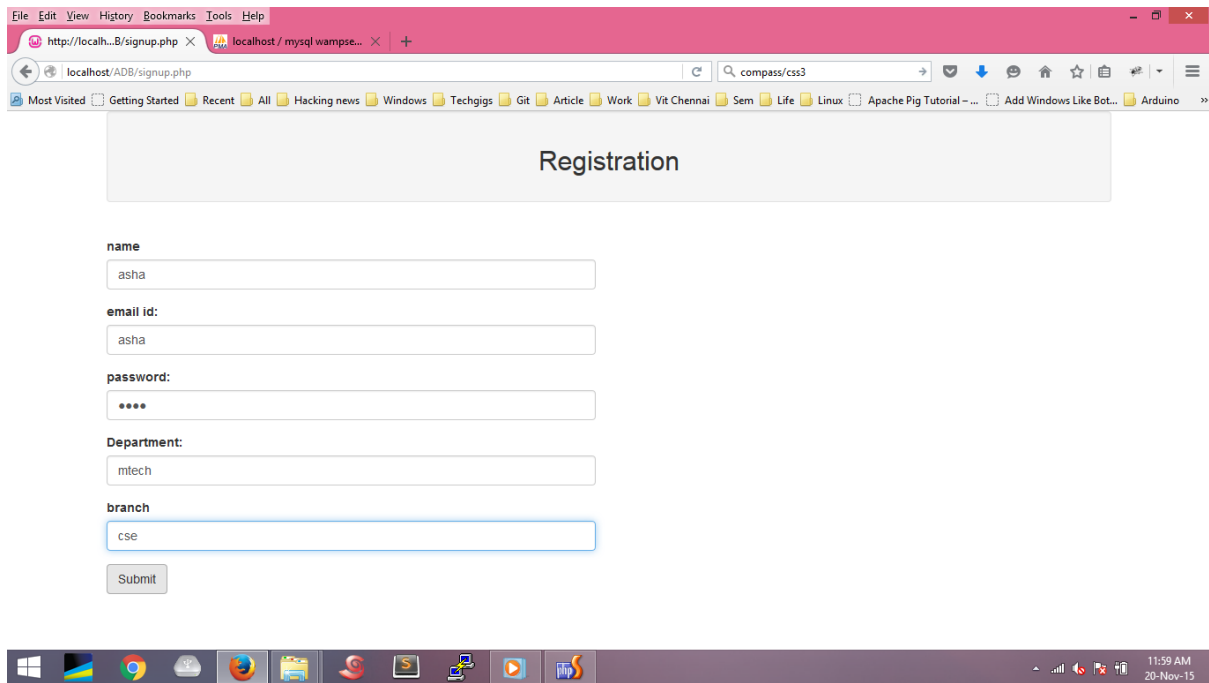 File Edit View History Bookmarks Tools Help
http://localh...B/signup.php localhost / mysql wampse...
localhost/ADB/signup.php compass/css3
Most Visited Getting Started Recent All Hacking news Windows Techgigs Git Article Work Vit Chennai Sem Life Linux Apache Pig Tutorial – ... Add Windows Like Bot... Arduino
Registration
name
asha
email id:
asha
password:
••••
Department:
mtech
branch
cse
Submit
11:59 AM
20-Nov-15